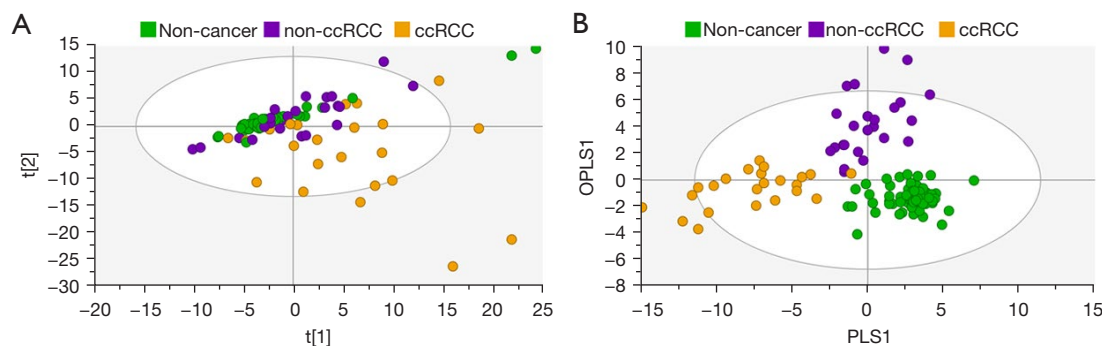 A
Non-cancer non-ccRCC ccRCC
15
10
5
0
−5
−10
−15
−20
−25
−30
t[2]
−20 −15 −10 −5 0 5 10 15 20 25
t[1]
B
Non-cancer non-ccRCC ccRCC
10
8
6
4
2
0
−2
−4
−6
−8
OPLS1
−15 −10 −5 0 5 10 15
PLS1